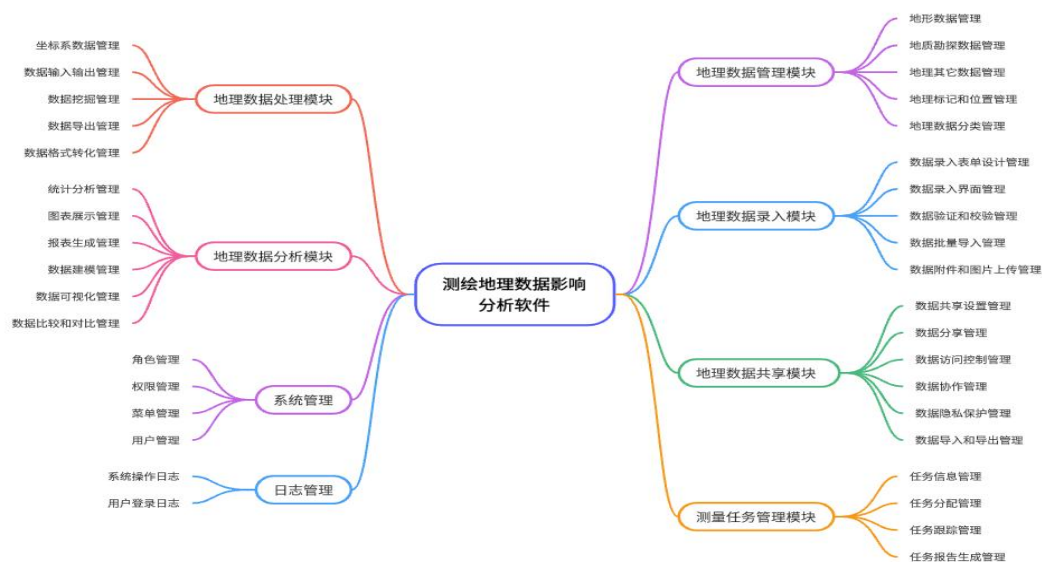 测绘地理数据影响
分析软件
地理数据处理模块
坐标系数据管理
数据输入输出管理
数据挖掘管理
数据导出管理
数据格式转化管理
地理数据分析模块
统计分析管理
图表展示管理
报表生成管理
数据建模管理
数据可视化管理
数据比较和对比管理
系统管理
角色管理
权限管理
菜单管理
用户管理
日志管理
系统操作日志
用户登录日志
地理数据管理模块
地形数据管理
地质勘探数据管理
地理其它数据管理
地理标记和位置管理
地理数据分类管理
地理数据录入模块
数据录入表单设计管理
数据录入界面管理
数据验证和校验管理
数据批量导入管理
数据附件和图片上传管理
地理数据共享模块
数据共享设置管理
数据分享管理
数据访问控制管理
数据协作管理
数据隐私保护管理
数据导入和导出管理
测量任务管理模块
任务信息管理
任务分配管理
任务跟踪管理
任务报告生成管理